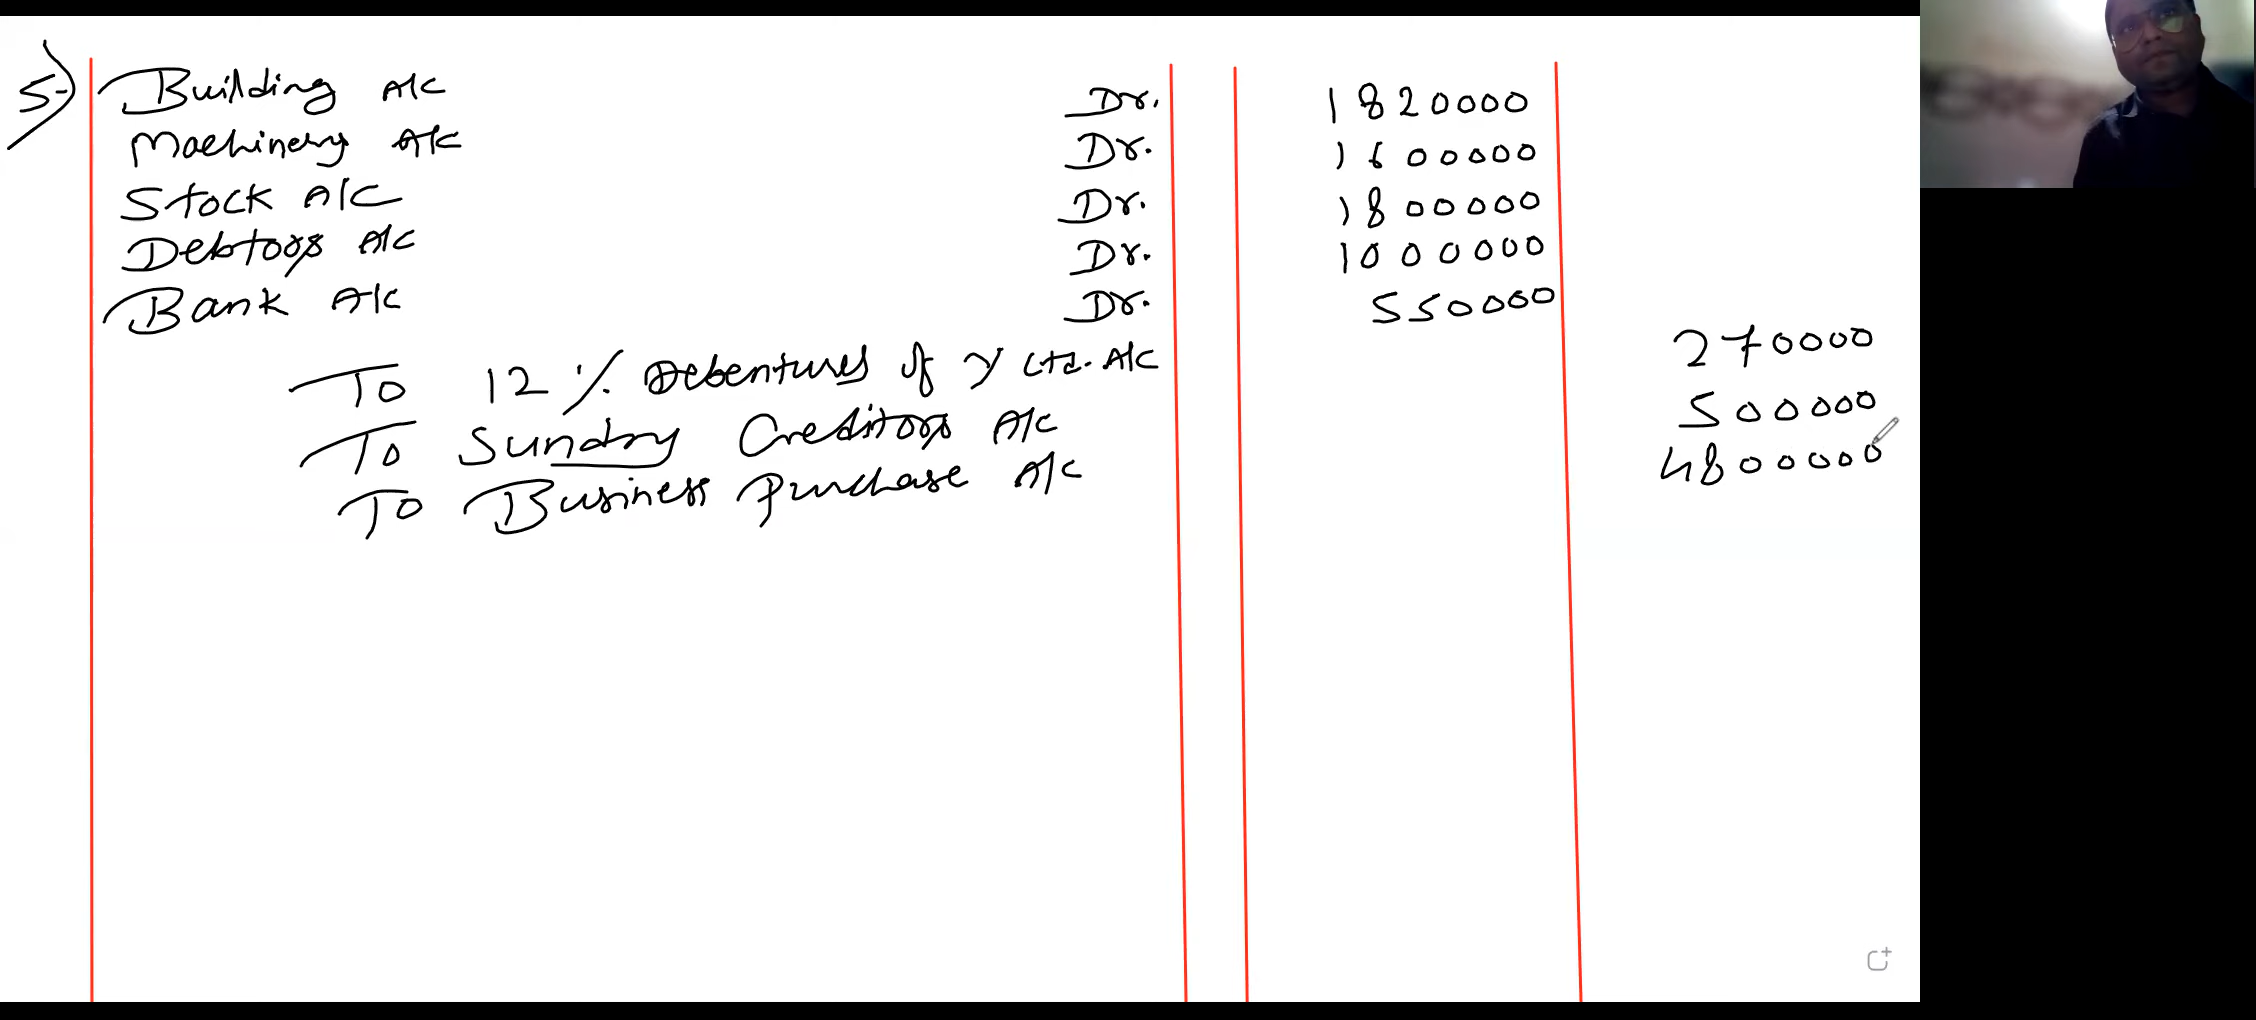 5) Building A/C Dr. 1820000
Machinery A/C Dr. 1600000
Stock A/C Dr. 1800000
Debtors A/C Dr. 1000000
Bank A/C Dr. 550000
To 12% Debentures of Y Ltd. A/C 270000
To Sundry Creditors A/C 500000
To Business Purchase A/C 4800000